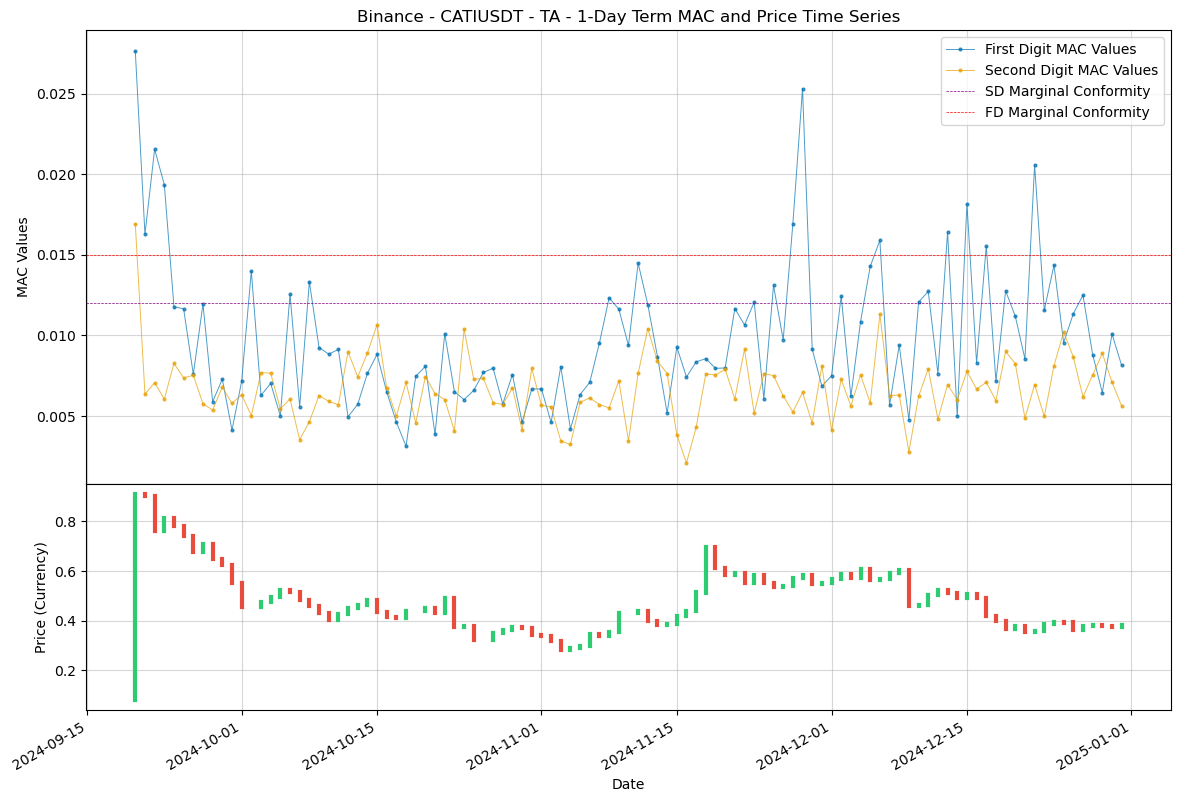 Binance - CATIUSDT - TA - 1-Day Term MAC and Price Time Series
First Digit MAC Values
Second Digit MAC Values
SD Marginal Conformity
FD Marginal Conformity
MAC Values
0.025
0.020
0.015
0.010
0.005
Price (Currency)
0.8
0.6
0.4
0.2
2024-09-15
2024-10-01
2024-10-15
2024-11-01
2024-11-15
2024-12-01
2024-12-15
2025-01-01
Date